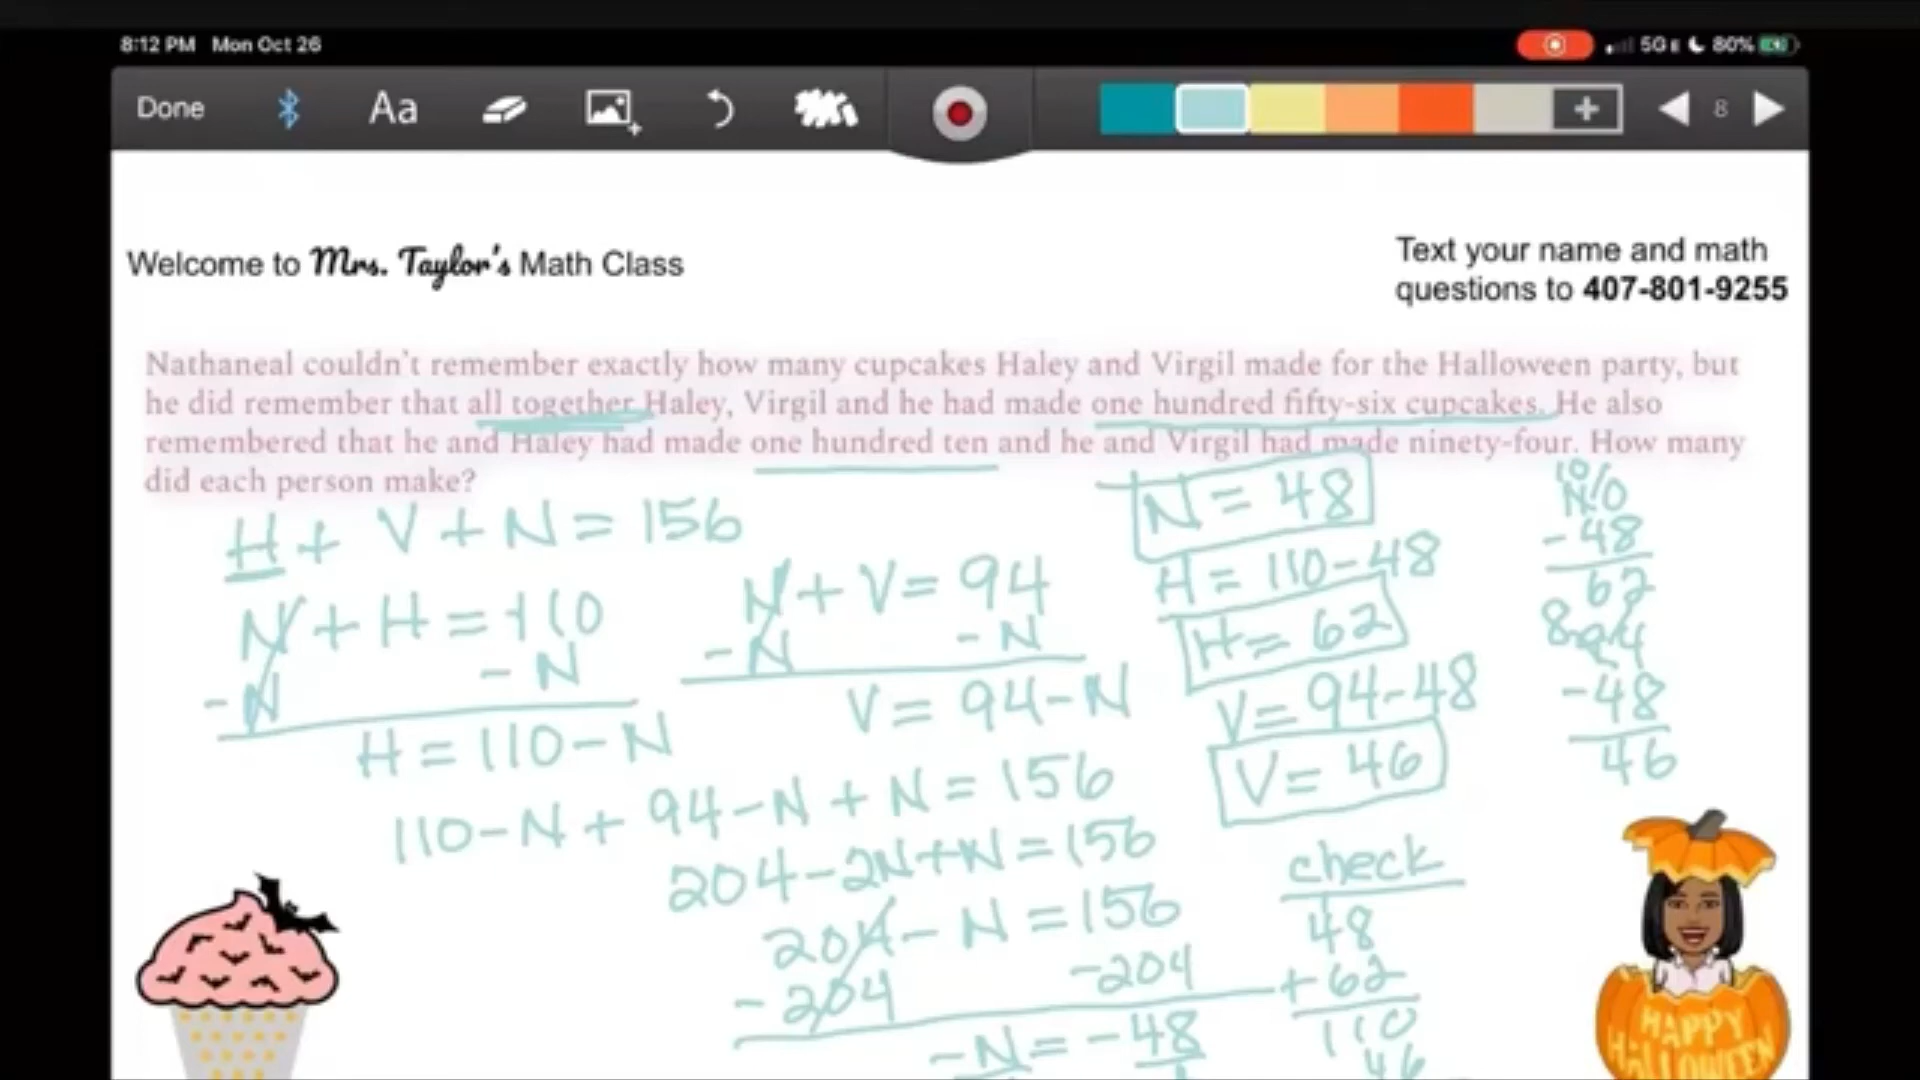 8:12 PM Mon Oct 26
5G E 80%
Done Aa 8
Welcome to Mrs. Taylor's Math Class
Text your name and math
questions to 407-801-9255
Nathaneal couldn't remember exactly how many cupcakes Haley and Virgil made for the Halloween party, but
he did remember that all together Haley, Virgil and he had made one hundred fifty-six cupcakes. He also
remembered that he and Haley had made one hundred ten and he and Virgil had made ninety-four. How many
did each person make?
H + V + N = 156
N + H = 110
- N - N
H = 110 - N
N + V = 94
- N - N
V = 94 - N
110 - N + 94 - N + N = 156
204 - 2N + N = 156
204 - N = 156
- 204 - 204
-N = -48
N = 48
H = 110 - 48
H = 62
V = 94 - 48
V = 46
check
48
+ 62
110
46
10
110
- 48
62
8
94
- 48
46
HAPPY
HALLOWEEN